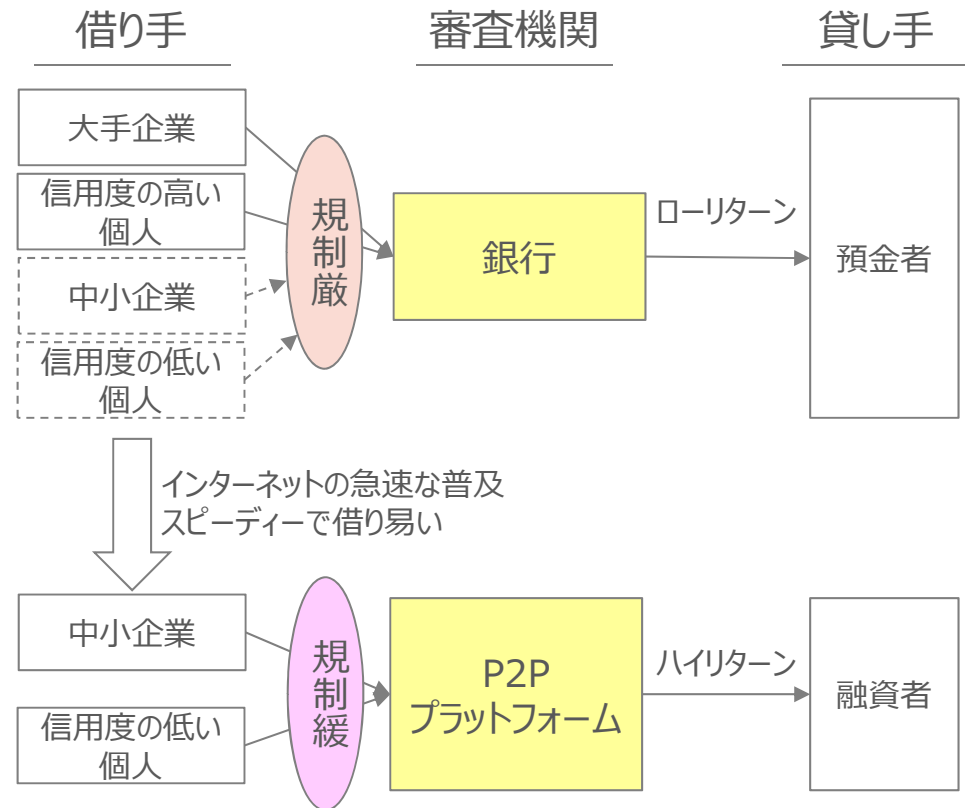 借り手
審査機関
貸し手
大手企業
信用度の高い
個人
中小企業
信用度の低い
個人
規制厳
銀行
ローリターン
預金者
インターネットの急速な普及
スピーディーで借り易い
中小企業
信用度の低い
個人
規制緩
P2P
プラットフォーム
ハイリターン
融資者